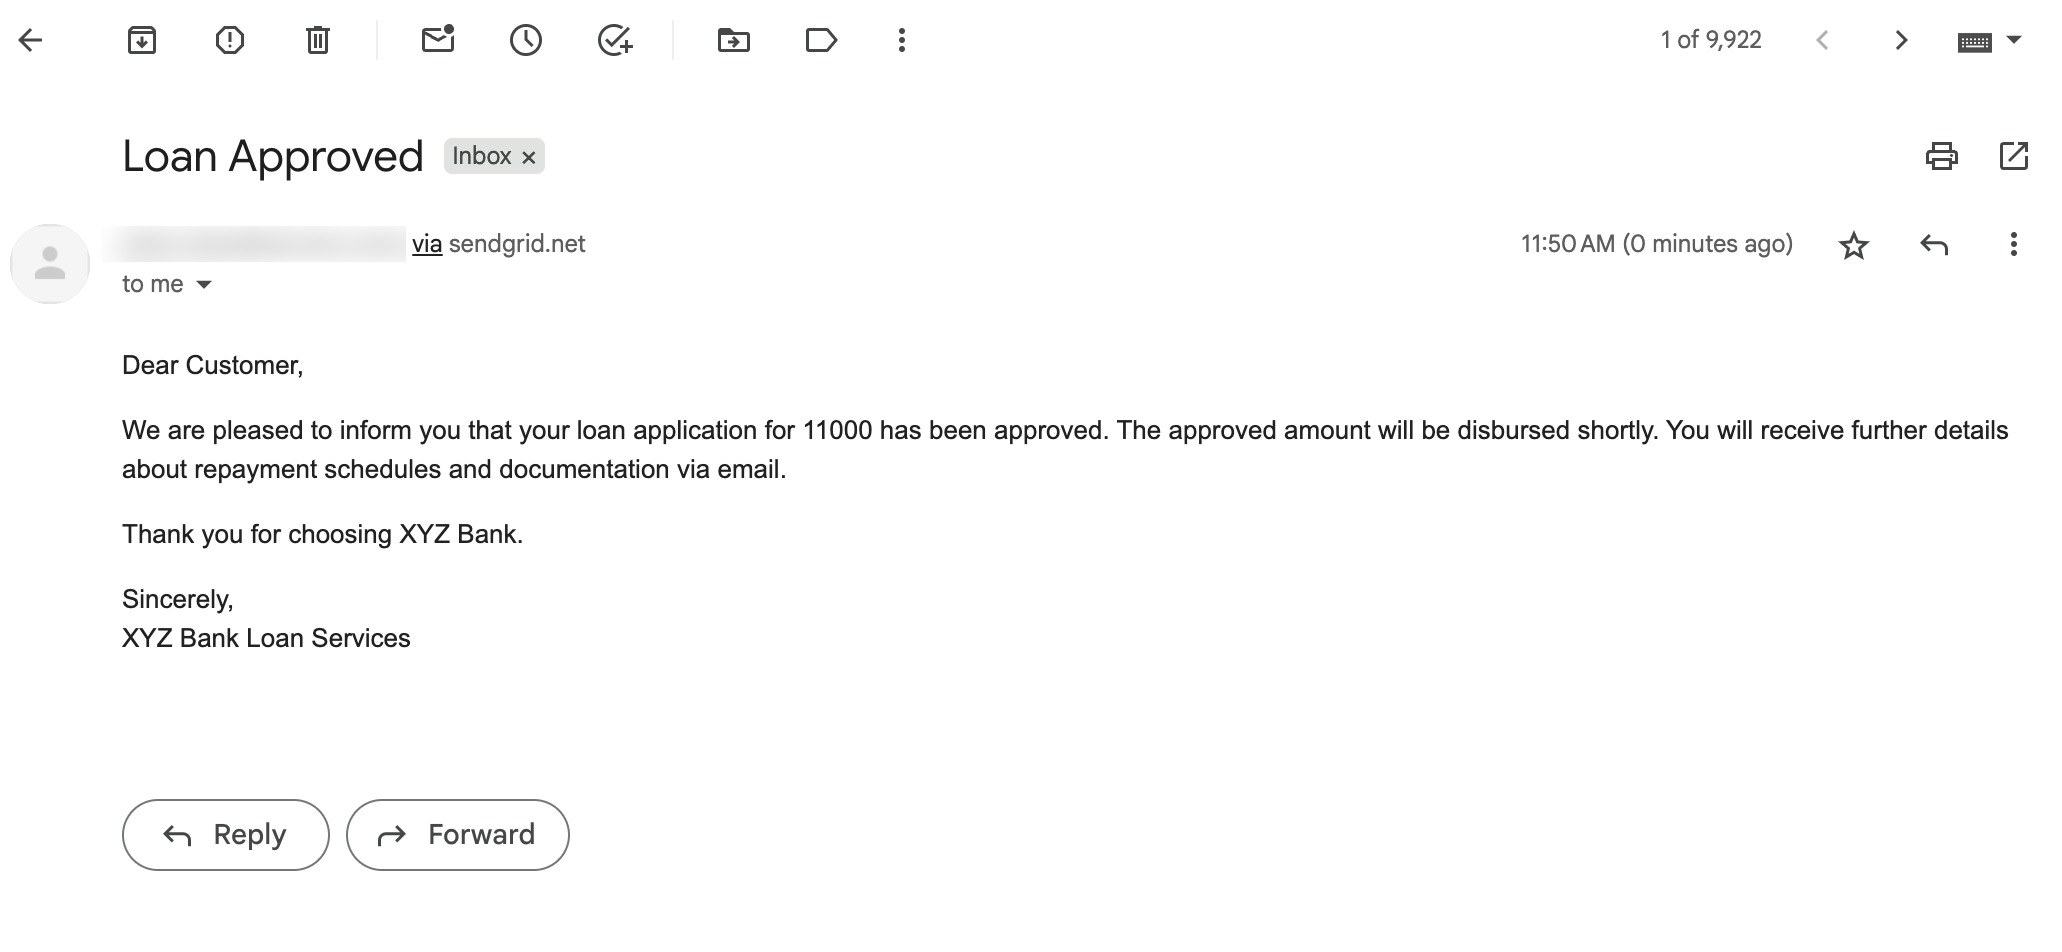 1 of 9,922
Loan Approved Inbox ×
via sendgrid.net 11:50 AM (0 minutes ago)
to me
Dear Customer,
We are pleased to inform you that your loan application for 11000 has been approved. The approved amount will be disbursed shortly. You will receive further details
about repayment schedules and documentation via email.
Thank you for choosing XYZ Bank.
Sincerely,
XYZ Bank Loan Services
Reply Forward